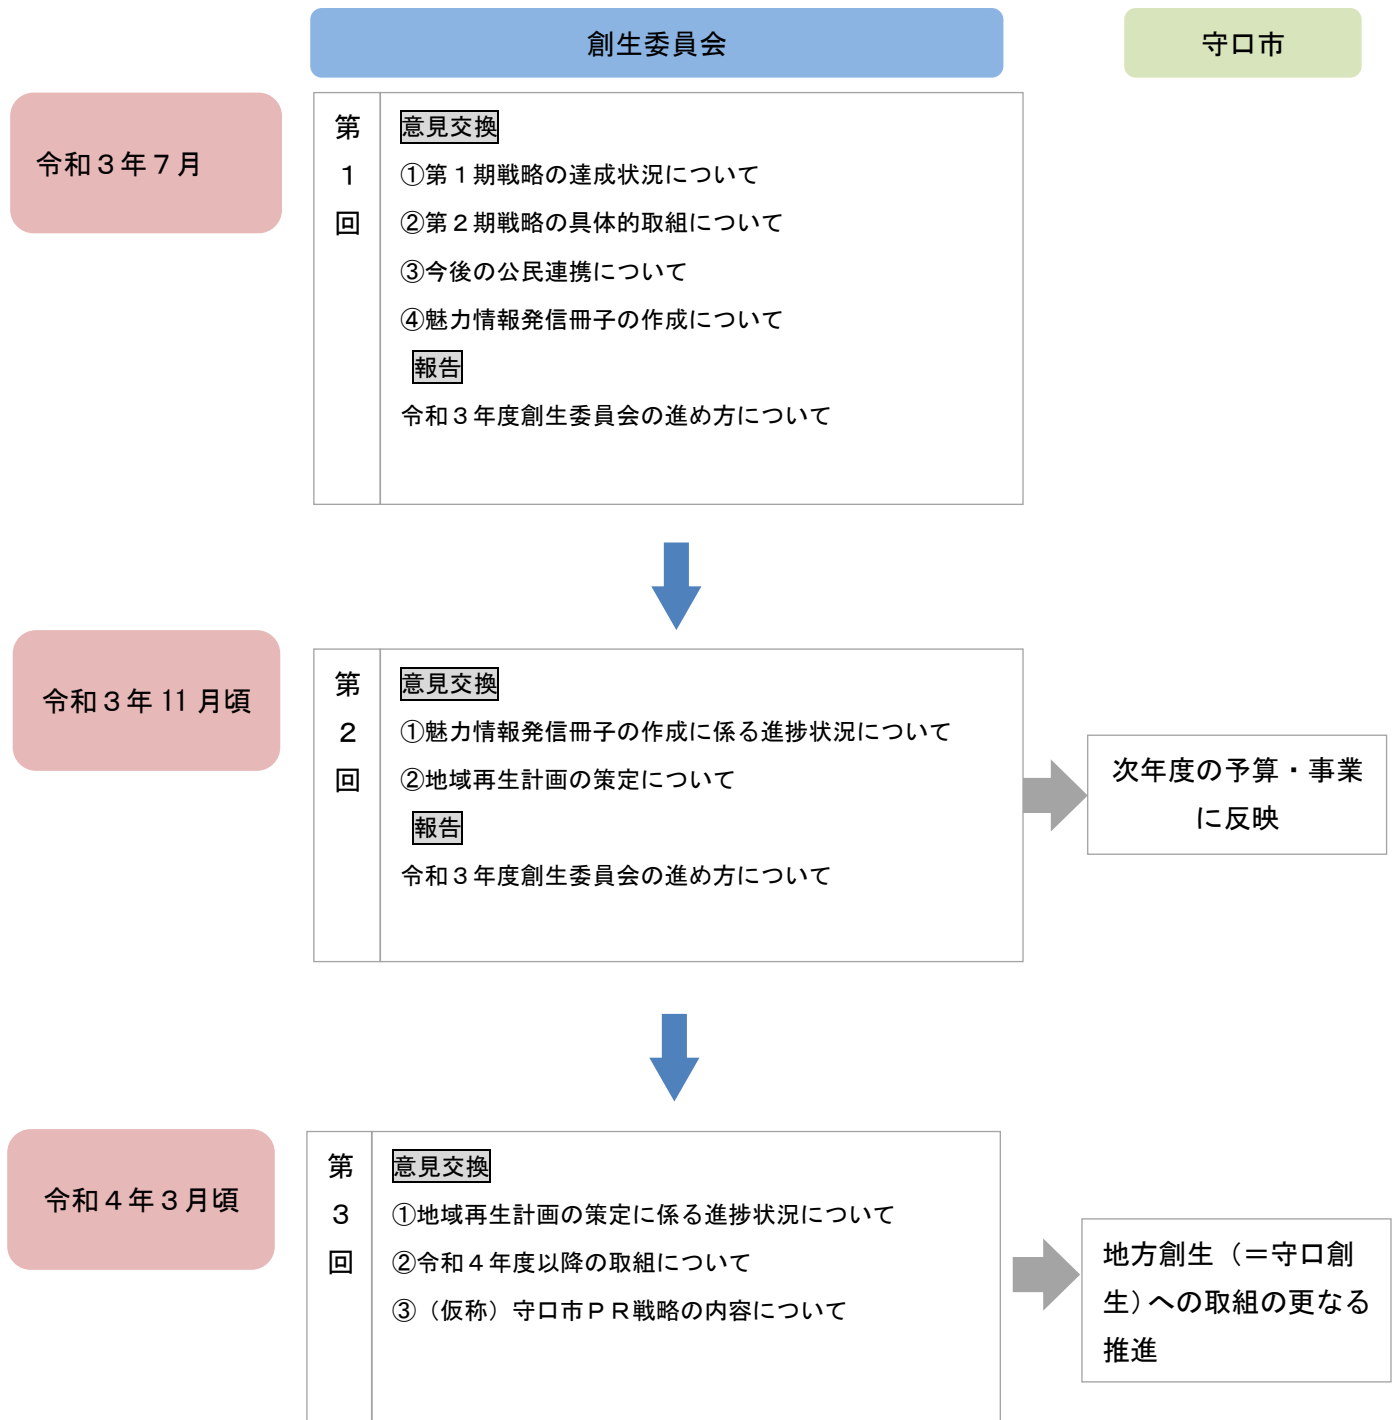 創生委員会
守口市
令和３年７月
第１回
意見交換
①第１期戦略の達成状況について
②第２期戦略の具体的取組について
③今後の公民連携について
④魅力情報発信冊子の作成について
報告
令和３年度創生委員会の進め方について
令和３年11月頃
第２回
意見交換
①魅力情報発信冊子の作成に係る進捗状況について
②地域再生計画の策定について
報告
令和３年度創生委員会の進め方について
次年度の予算・事業
に反映
令和４年３月頃
第３回
意見交換
①地域再生計画の策定に係る進捗状況について
②令和４年度以降の取組について
③（仮称）守口市ＰＲ戦略の内容について
地方創生（＝守口創
生）への取組の更なる
推進